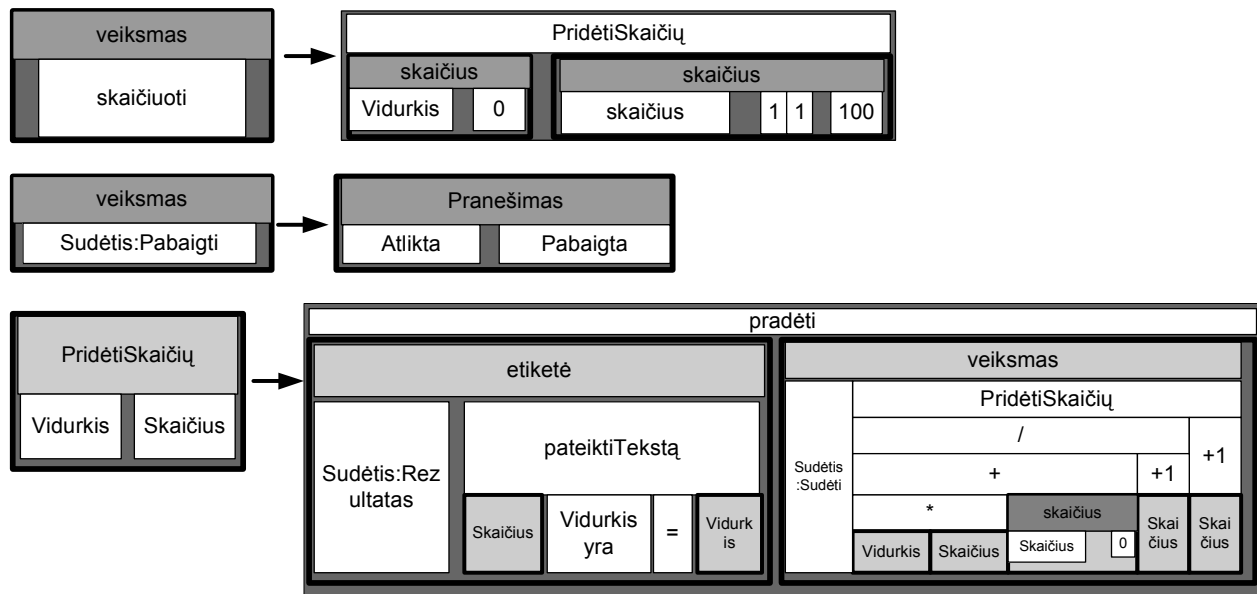 veiksmas
skaičiuoti
PridėtiSkaičių
skaičius
Vidurkis
0
skaičius
skaičius
1
1
100
veiksmas
Sudėtis:Pabaigti
Pranešimas
Atlikta
Pabaigta
PridėtiSkaičių
Vidurkis
Skaičius
pradėti
etiketė
Sudėtis:Rez
ultatas
pateiktiTekstą
Skaičius
Vidurkis
yra
=
Vidurk
is
veiksmas
Sudėtis
:Sudėti
PridėtiSkaičių
/
+1
+
+1
*
skaičius
Vidurkis
Skaičius
Skaičius
0
Skai
čius
Skai
čius